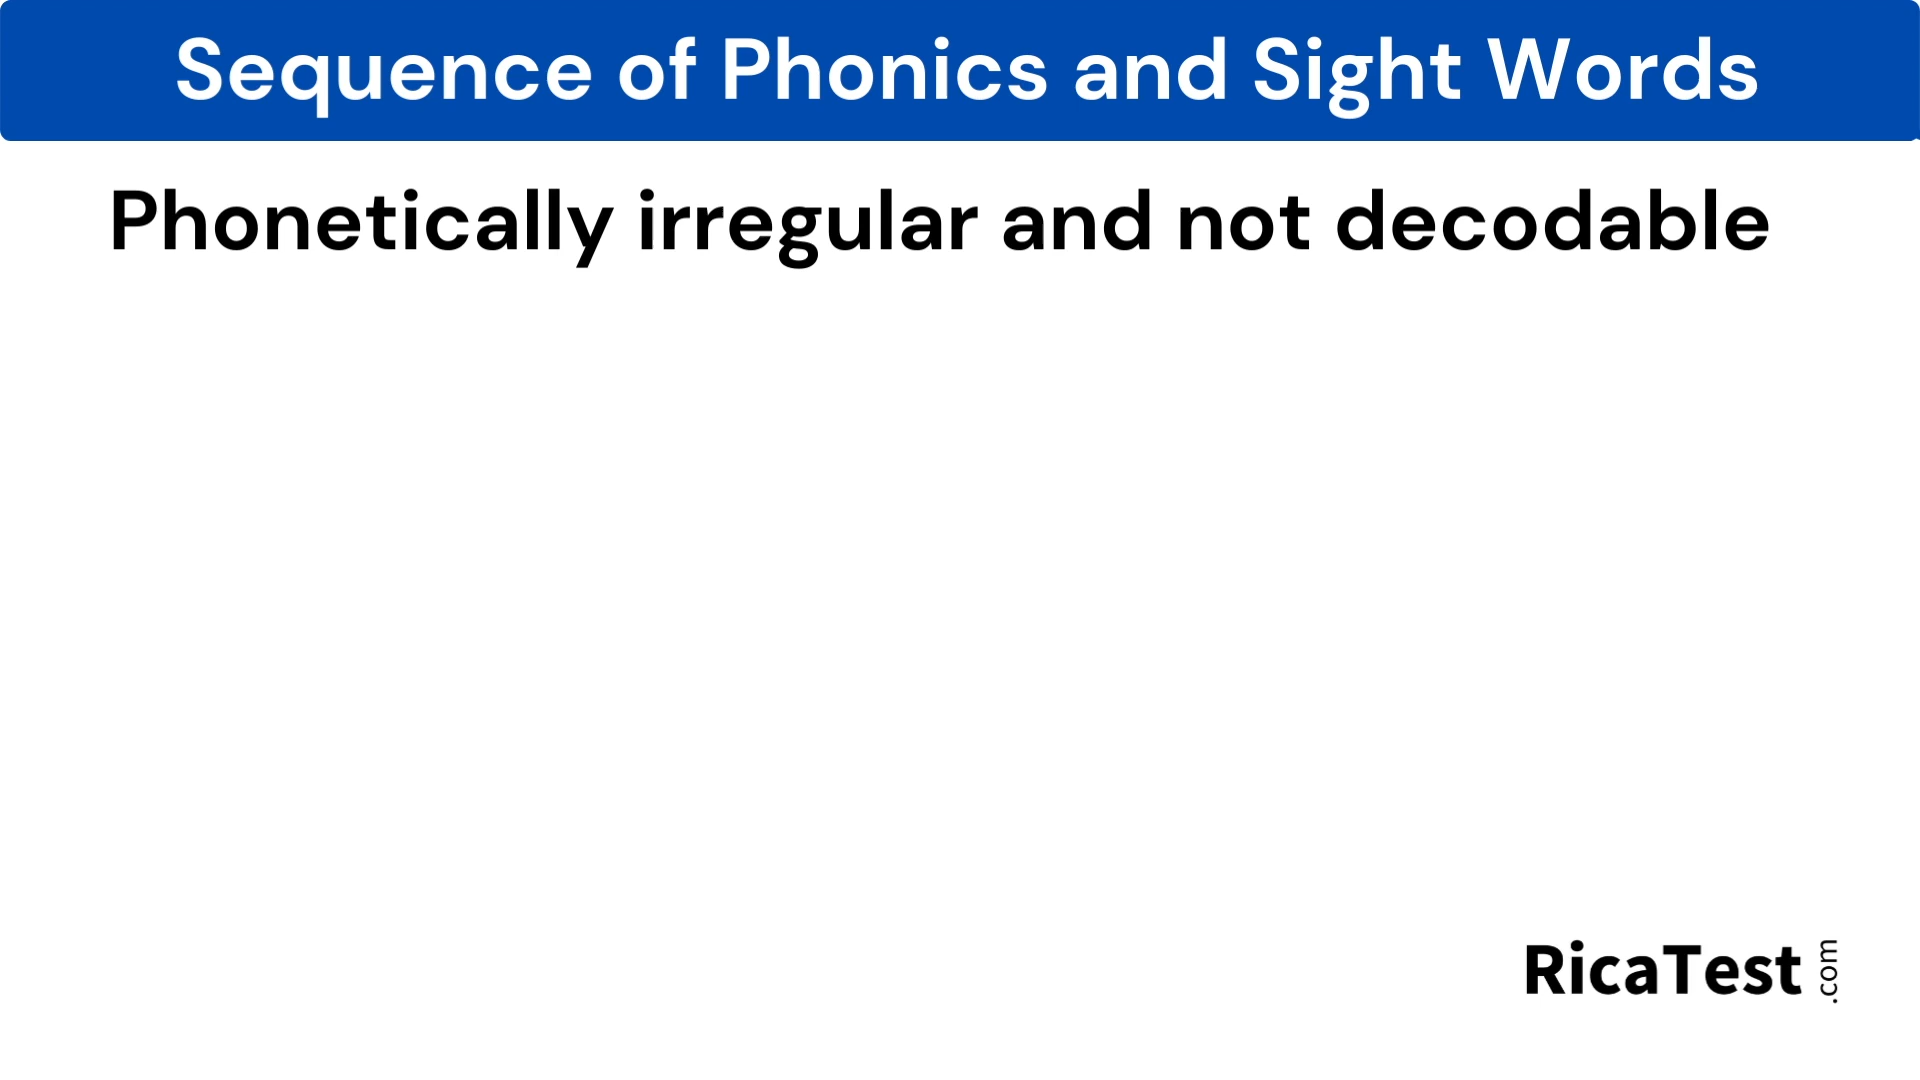 Sequence of Phonics and Sight Words
Phonetically irregular and not decodable
RicaTest.com